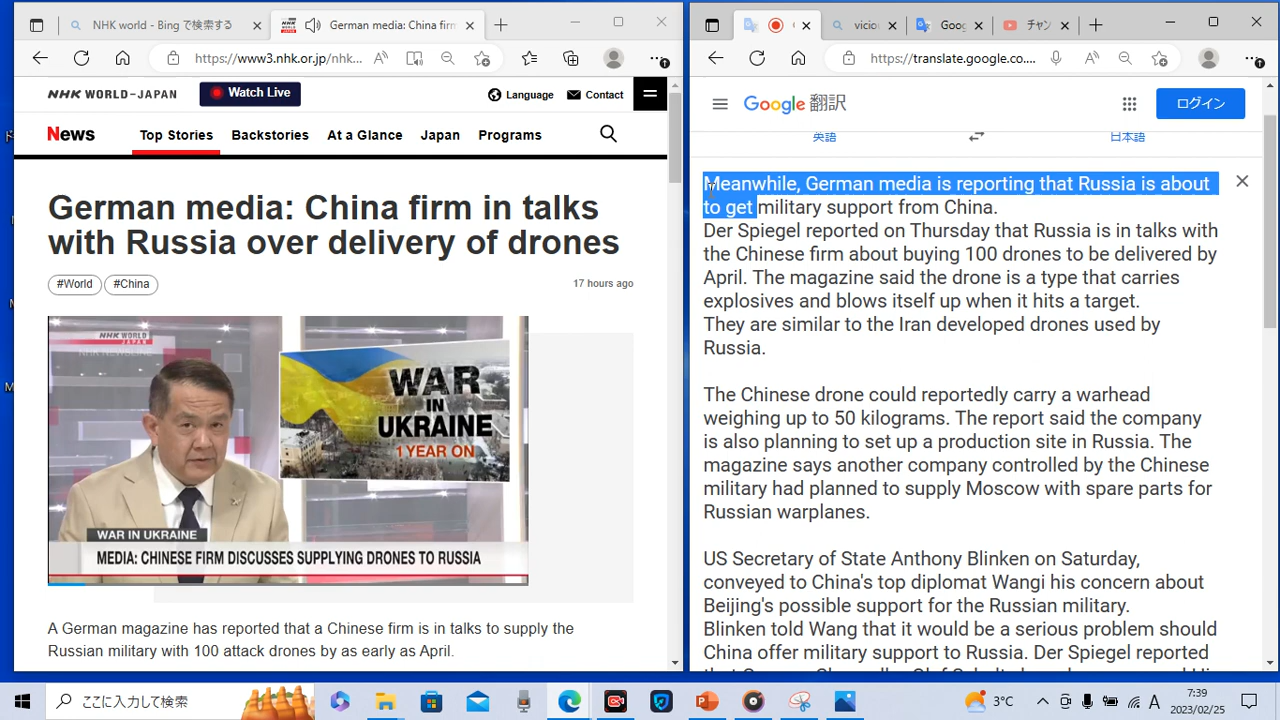 NHK world - Bing で検索する
German media: China firm
https://www3.nhk.or.jp/nhk...
NHK WORLD-JAPAN
Watch Live
Language
Contact
News
Top Stories
Backstories
At a Glance
Japan
Programs
German media: China firm in talks
with Russia over delivery of drones
#World
#China
17 hours ago
NHK WORLD
JAPAN
WAR
IN
UKRAINE
1 YEAR ON
WAR IN UKRAINE
MEDIA: CHINESE FIRM DISCUSSES SUPPLYING DRONES TO RUSSIA
A German magazine has reported that a Chinese firm is in talks to supply the
Russian military with 100 attack drones by as early as April.
viciou
Goog
チャン
https://translate.google.co....
Google 翻訳
ログイン
英語
日本語
Meanwhile, German media is reporting that Russia is about
to get military support from China.
Der Spiegel reported on Thursday that Russia is in talks with
the Chinese firm about buying 100 drones to be delivered by
April. The magazine said the drone is a type that carries
explosives and blows itself up when it hits a target.
They are similar to the Iran developed drones used by
Russia.
The Chinese drone could reportedly carry a warhead
weighing up to 50 kilograms. The report said the company
is also planning to set up a production site in Russia. The
magazine says another company controlled by the Chinese
military had planned to supply Moscow with spare parts for
Russian warplanes.
US Secretary of State Anthony Blinken on Saturday,
conveyed to China's top diplomat Wangi his concern about
Beijing's possible support for the Russian military.
Blinken told Wang that it would be a serious problem should
China offer military support to Russia. Der Spiegel reported
ここに入力して検索
3°C
A
7:39
2023/02/25